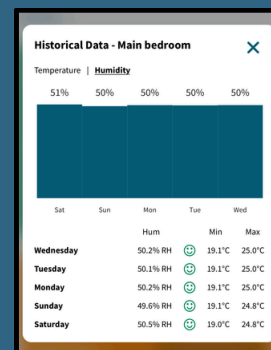 Historical Data - Main bedroom
Temperature | Humidity
51% 50% 50% 50% 50%
Sat Sun Mon Tue Wed
Hum Min Max
Wednesday 50.2% RH 19.1°C 25.0°C
Tuesday 50.1% RH 19.1°C 25.0°C
Monday 50.2% RH 19.1°C 25.0°C
Sunday 49.6% RH 19.1°C 24.8°C
Saturday 50.5% RH 19.0°C 24.8°C